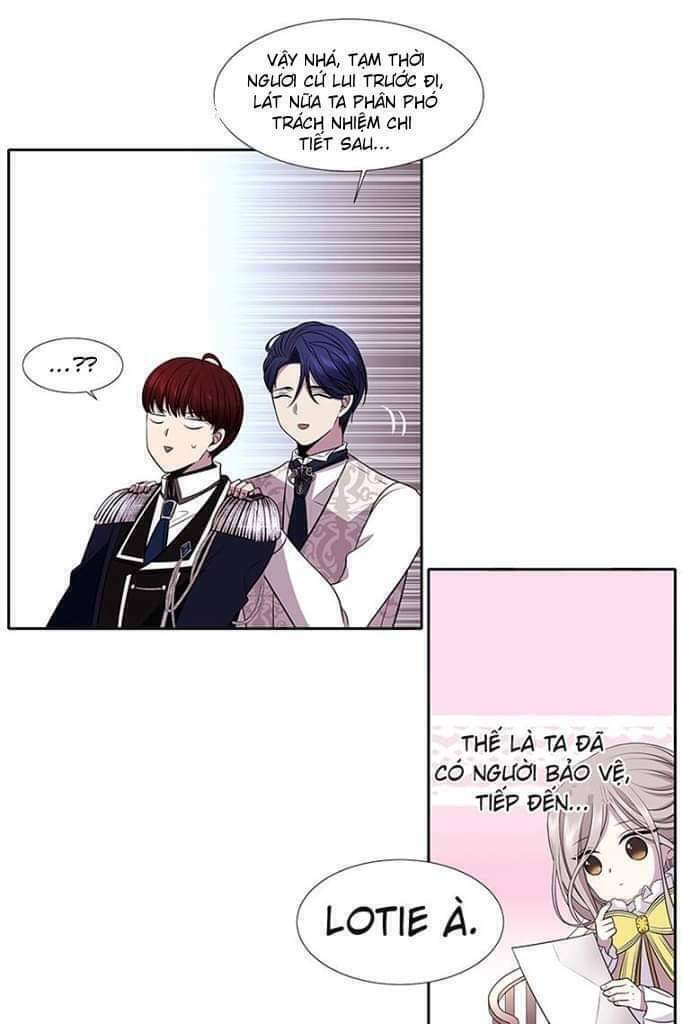 VẬY NHÁ, TẠM THỜI
NGƯƠI CỨ LUI TRƯỚC ĐI,
LÁT NỮA TA PHÂN PHÓ
TRÁCH NHIỆM CHI
TIẾT SAU...
...??
THẾ LÀ TA ĐÃ
CÓ NGƯỜI BẢO VỆ,
TIẾP ĐẾN...
LOTIE À.